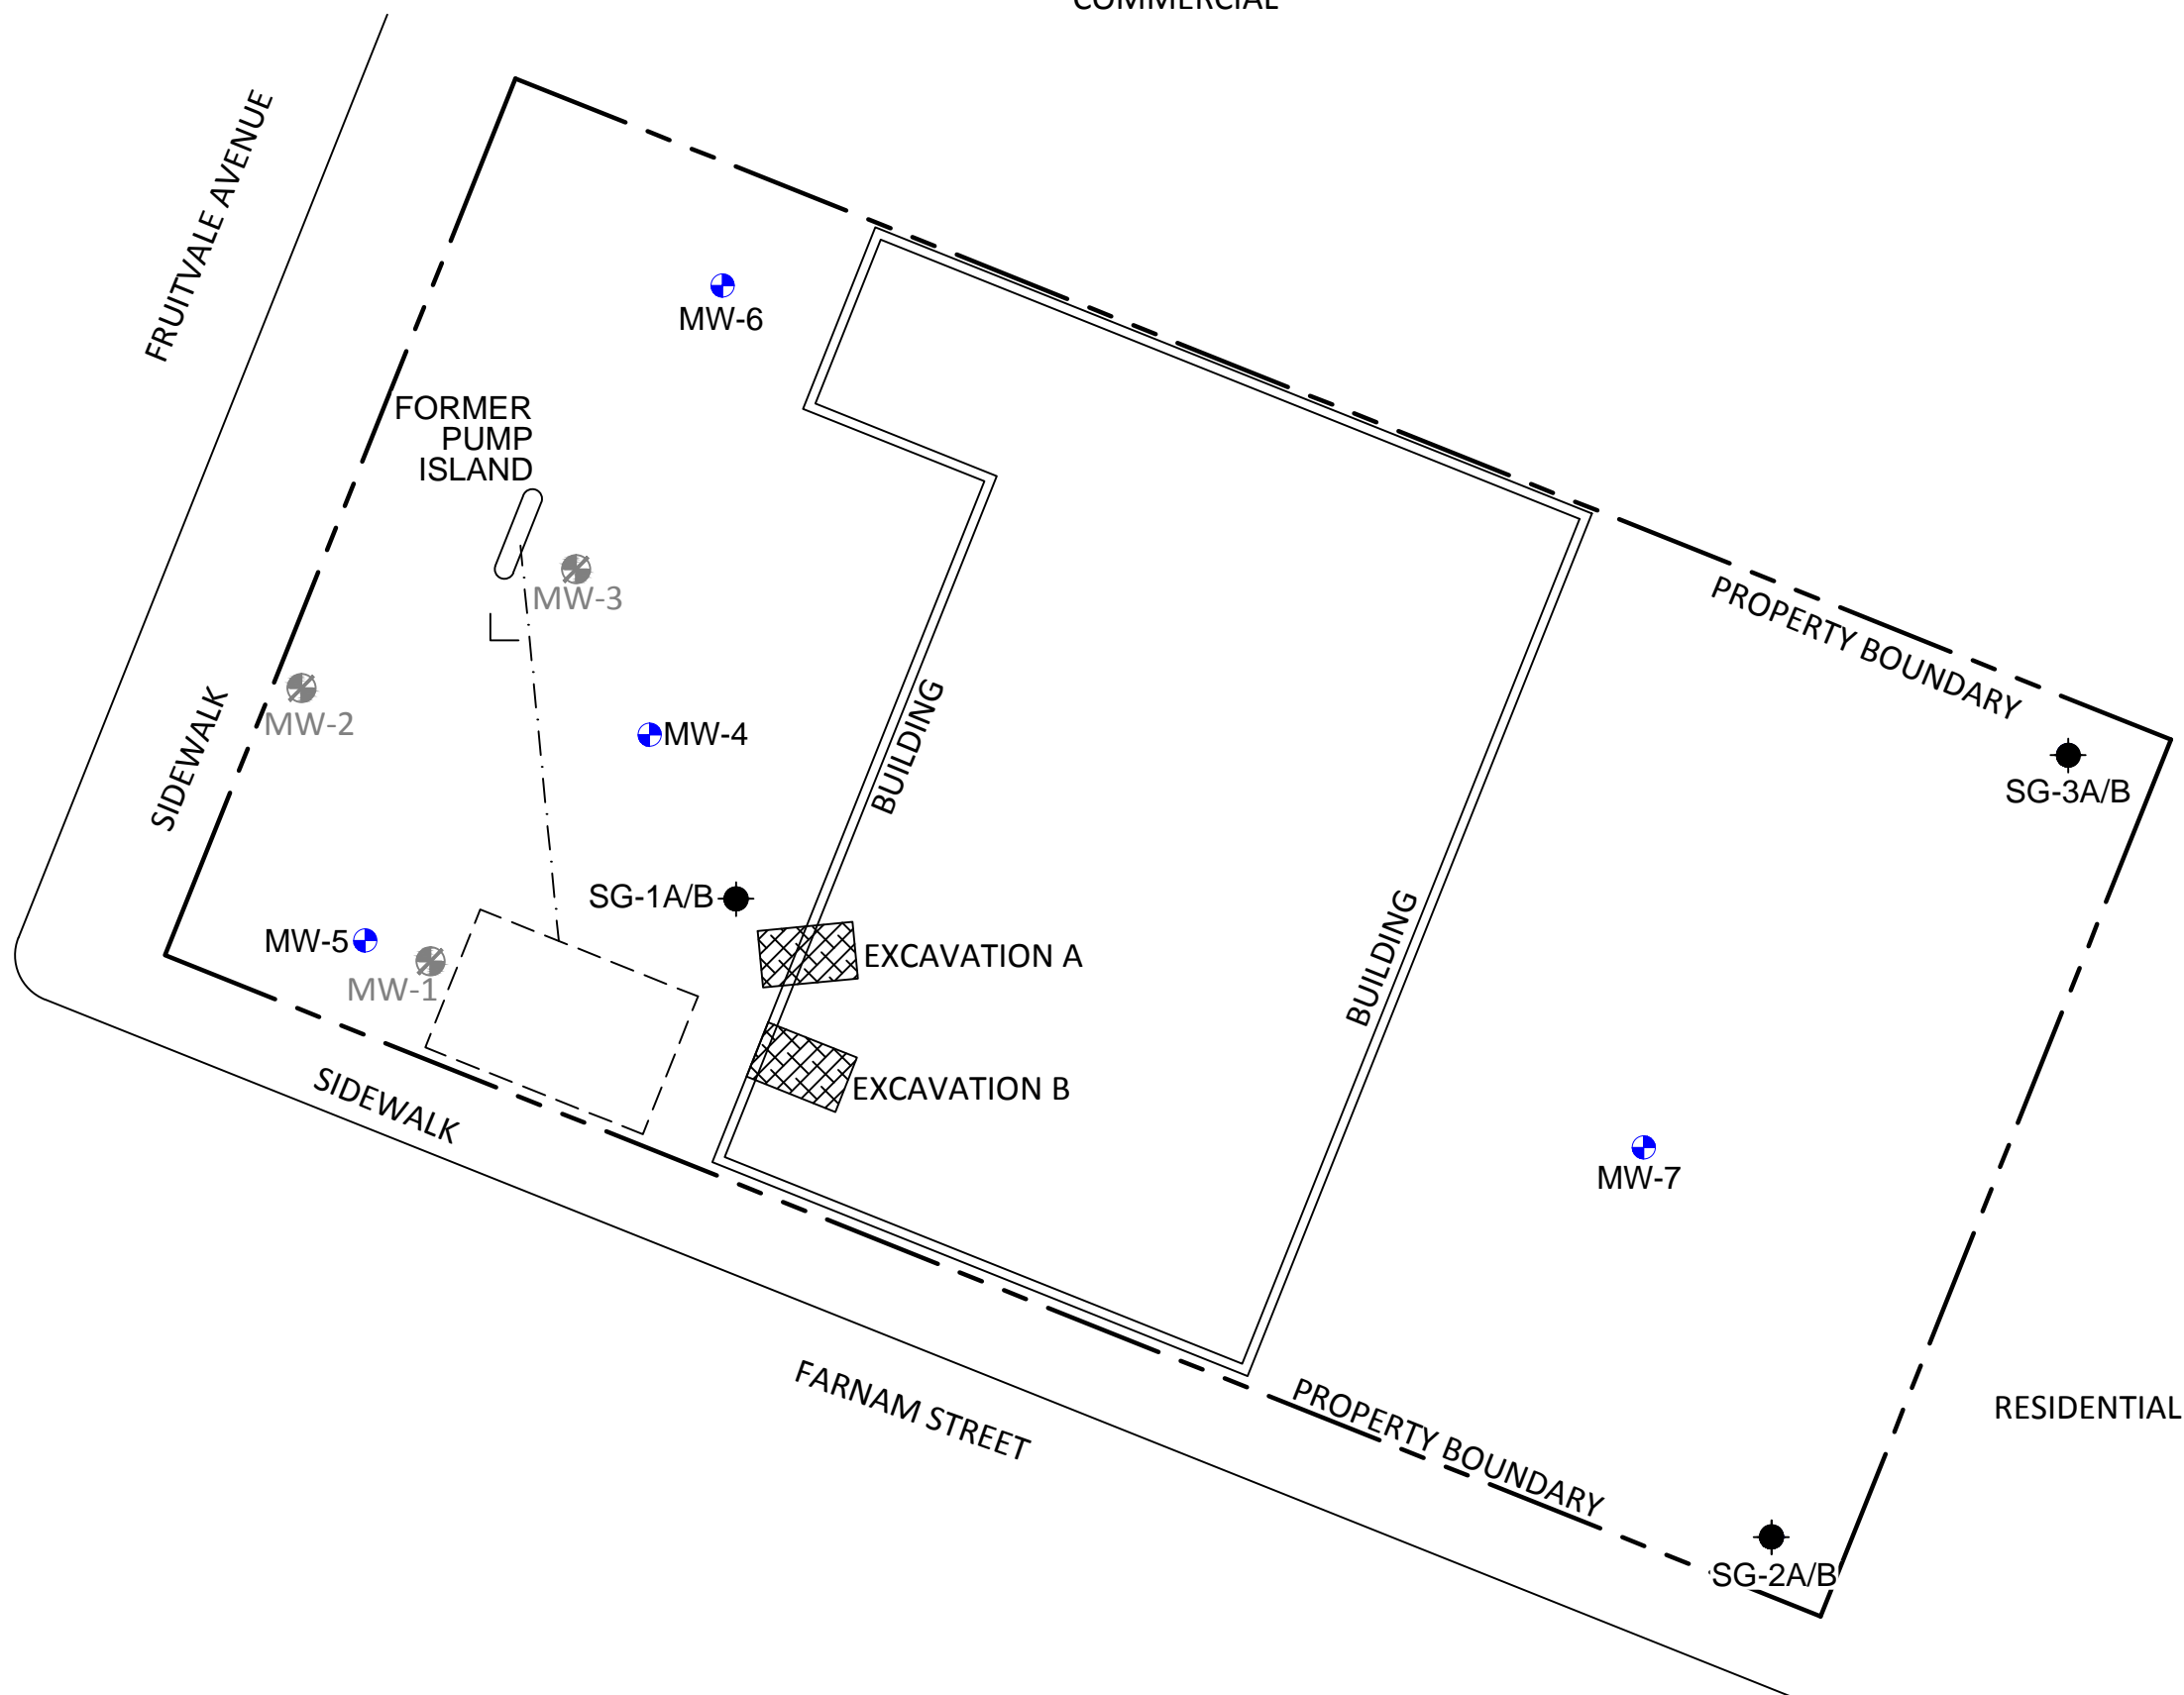 COMMERCIAL
FRUITVALE AVENUE
MW-6
FORMER
PUMP
ISLAND
MW-3
PROPERTY BOUNDARY
MW-2
SIDEWALK
MW-4
BUILDING
SG-3A/B
SG-1A/B
MW-5
MW-1
EXCAVATION A
BUILDING
EXCAVATION B
SIDEWALK
MW-7
FARNAM STREET
PROPERTY BOUNDARY
RESIDENTIAL
SG-2A/B